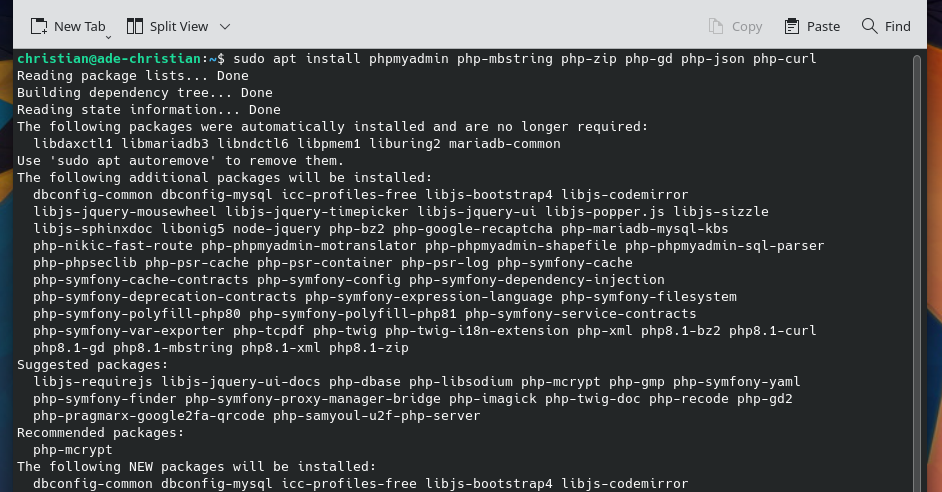 New Tab Split View Copy Paste Find
christian@ade-christian:~$ sudo apt install phpmyadmin php-mbstring php-zip php-gd php-json php-curl
Reading package lists... Done
Building dependency tree... Done
Reading state information... Done
The following packages were automatically installed and are no longer required:
libdaxctl1 libmariadb3 libndctl6 libpmem1 liburing2 mariadb-common
Use 'sudo apt autoremove' to remove them.
The following additional packages will be installed:
dbconfig-common dbconfig-mysql icc-profiles-free libjs-bootstrap4 libjs-codemirror
libjs-jquery-mousewheel libjs-jquery-timepicker libjs-jquery-ui libjs-popper.js libjs-sizzle
libjs-sphinxdoc libonig5 node-jquery php-bz2 php-google-recaptcha php-mariadb-mysql-kbs
php-nikic-fast-route php-phpmyadmin-motranslator php-phpmyadmin-shapefile php-phpmyadmin-sql-parser
php-phpseclib php-psr-cache php-psr-container php-psr-log php-symfony-cache
php-symfony-cache-contracts php-symfony-config php-symfony-dependency-injection
php-symfony-deprecation-contracts php-symfony-expression-language php-symfony-filesystem
php-symfony-polyfill-php80 php-symfony-polyfill-php81 php-symfony-service-contracts
php-symfony-var-exporter php-tcpdf php-twig php-twig-i18n-extension php-xml php8.1-bz2 php8.1-curl
php8.1-gd php8.1-mbstring php8.1-xml php8.1-zip
Suggested packages:
libjs-requirejs libjs-jquery-ui-docs php-dbase php-libsodium php-mcrypt php-gmp php-symfony-yaml
php-symfony-finder php-symfony-proxy-manager-bridge php-imagick php-twig-doc php-recode php-gd2
php-pragmarx-google2fa-qrcode php-samyoul-u2f-php-server
Recommended packages:
php-mcrypt
The following NEW packages will be installed:
dbconfig-common dbconfig-mysql icc-profiles-free libjs-bootstrap4 libjs-codemirror